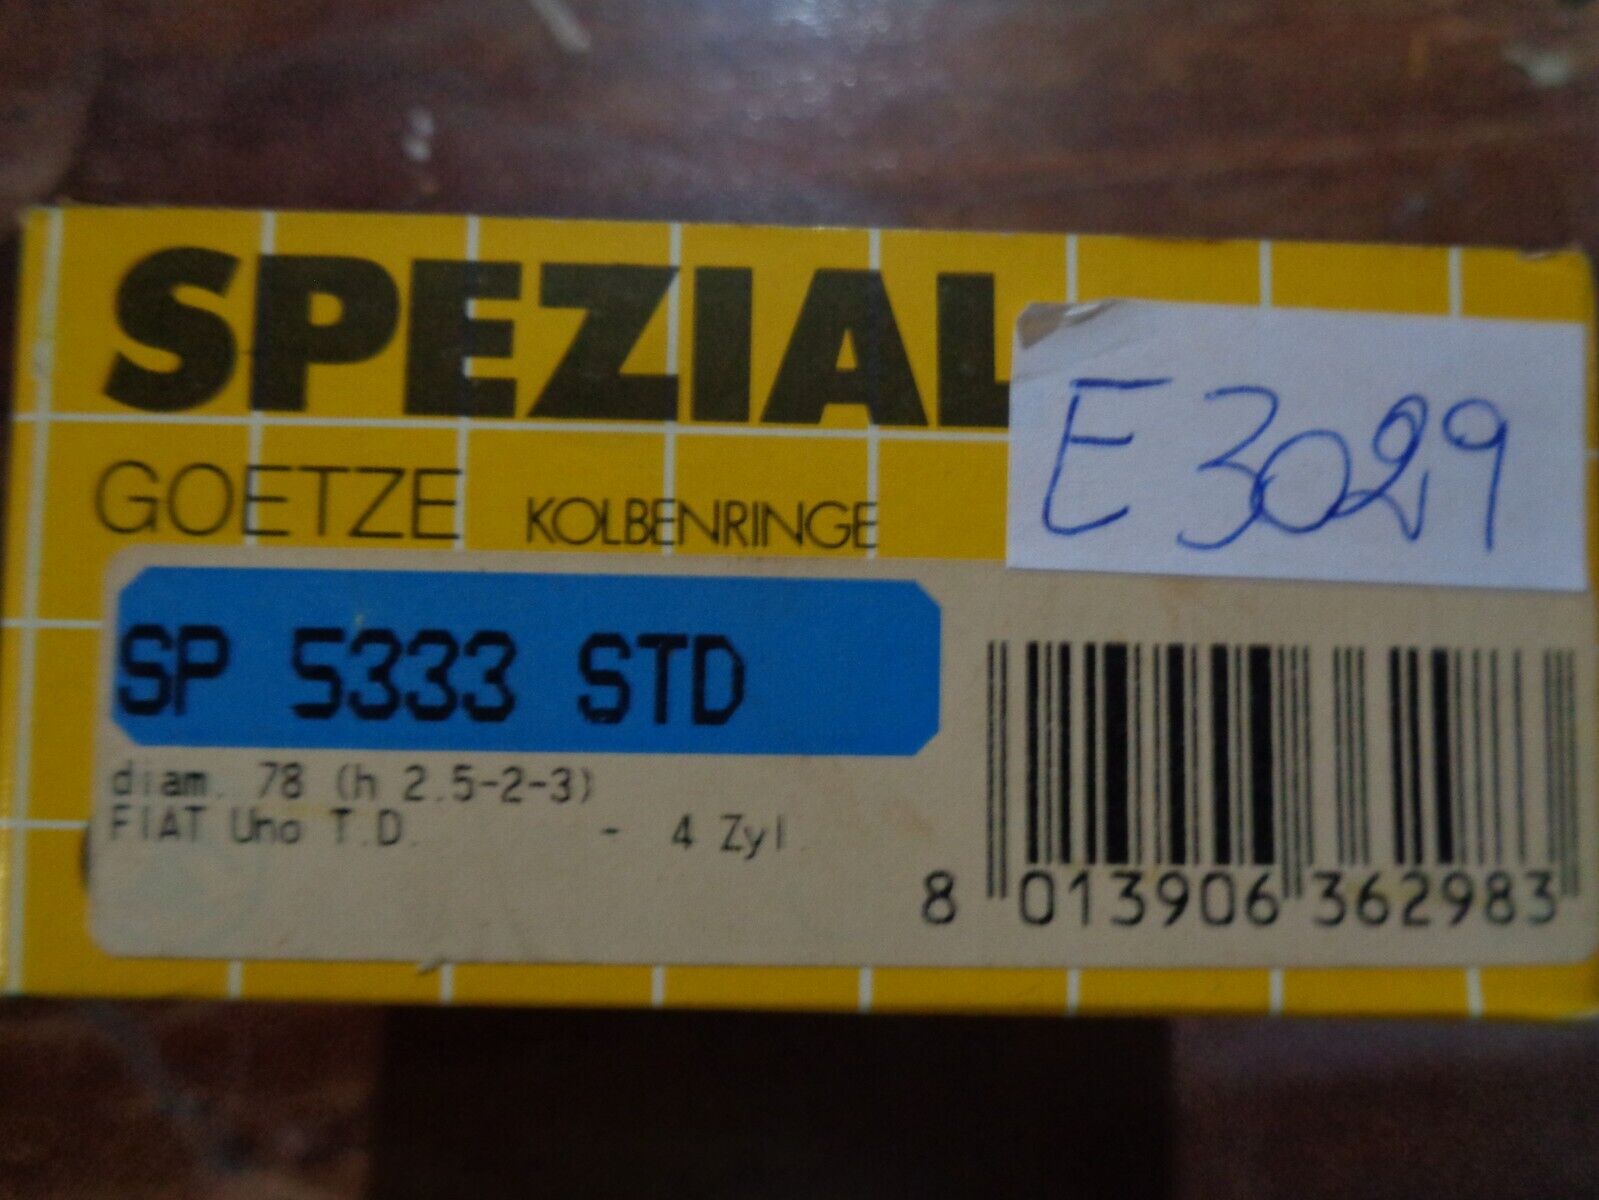 SPEZIAL
E3029
GOETZE KOLBENRINGE
SP 5333 STD
diam. 78 (h 2.5-2-3)
FIAT Uno T.D. - 4 Zyl.
8 013906 362983